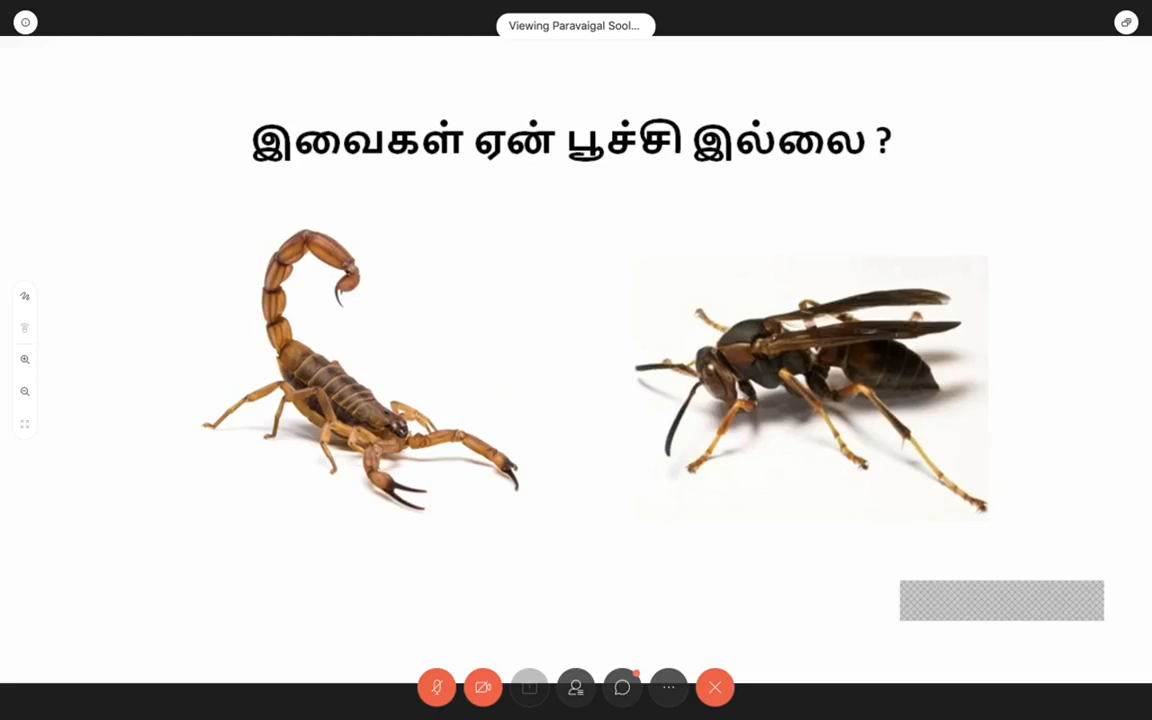 Viewing Paravaigal Sool...
இவைகள் ஏன் பூச்சி இல்லை ?